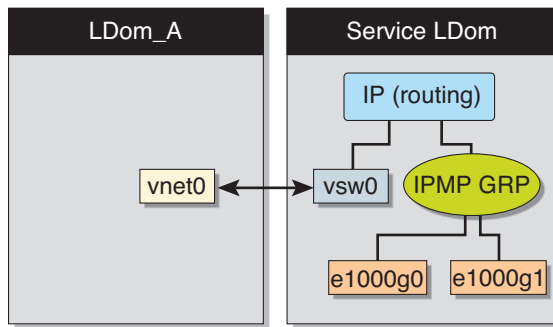 LDom_A
Service LDom
IP (routing)
vnet0
vsw0
IPMP GRP
e1000g0
e1000g1